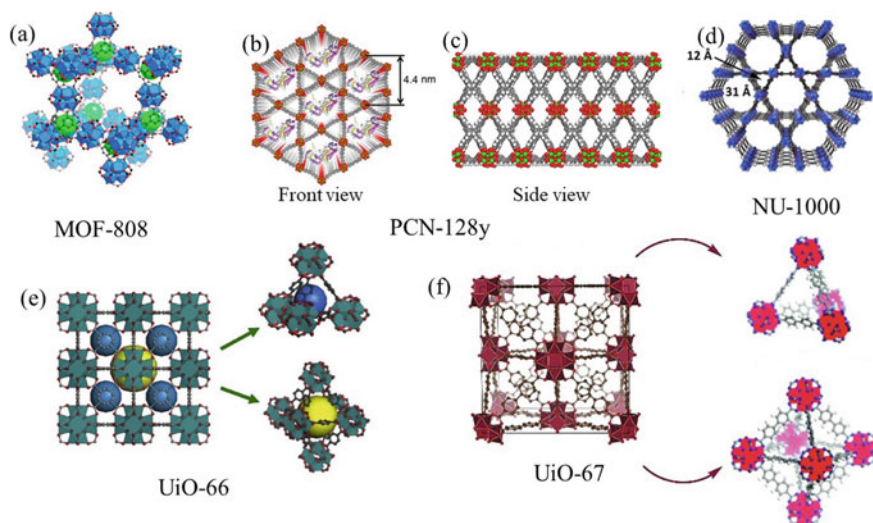 (a)
(b)
(c)
(d)
4.4 nm
12 Å
31 Å
Front view
Side view
MOF-808
PCN-128y
NU-1000
(e)
(f)
UiO-66
UiO-67